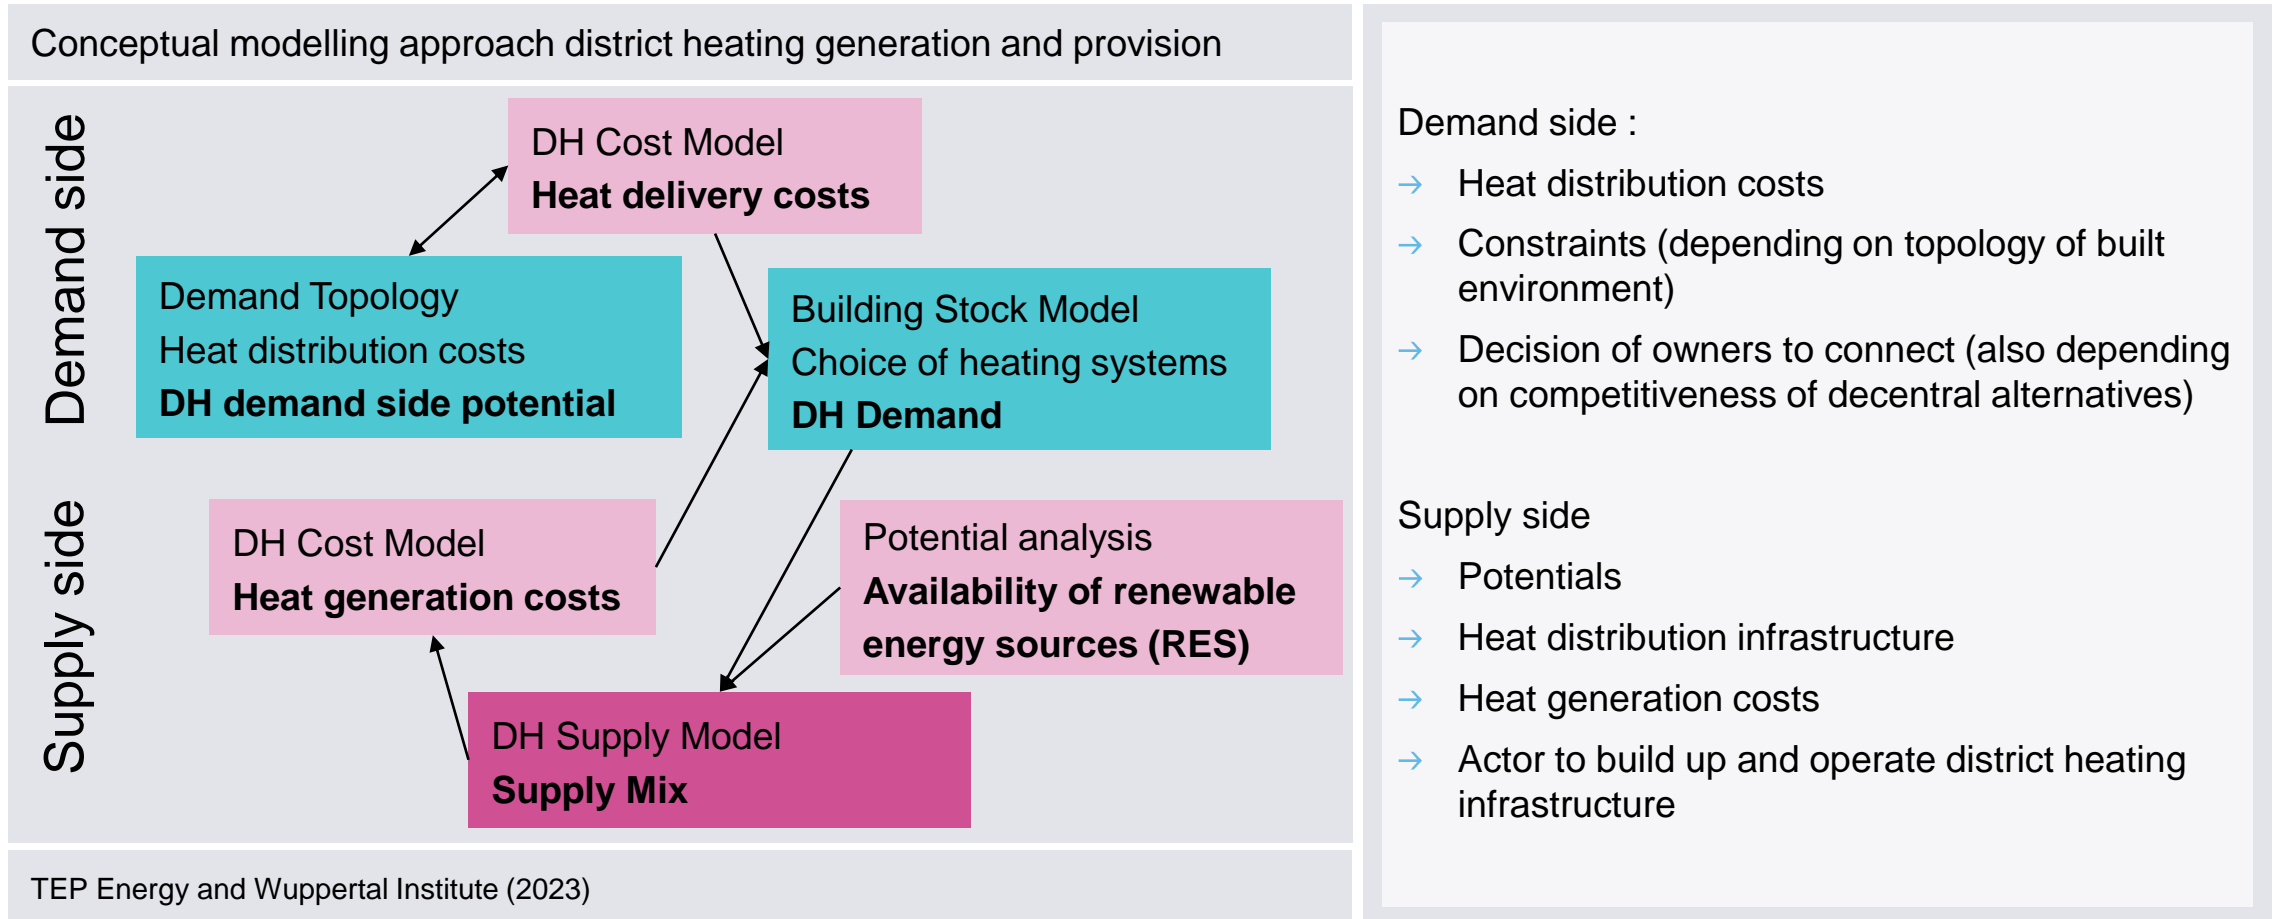 Conceptual modelling approach district heating generation and provision
Demand side
DH Cost Model
Heat delivery costs
Demand Topology
Heat distribution costs
DH demand side potential
Building Stock Model
Choice of heating systems
DH Demand
Supply side
DH Cost Model
Heat generation costs
Potential analysis
Availability of renewable
energy sources (RES)
DH Supply Model
Supply Mix
TEP Energy and Wuppertal Institute (2023)
Demand side :
→ Heat distribution costs
→ Constraints (depending on topology of built
environment)
→ Decision of owners to connect (also depending
on competitiveness of decentral alternatives)
Supply side
→ Potentials
→ Heat distribution infrastructure
→ Heat generation costs
→ Actor to build up and operate district heating
infrastructure